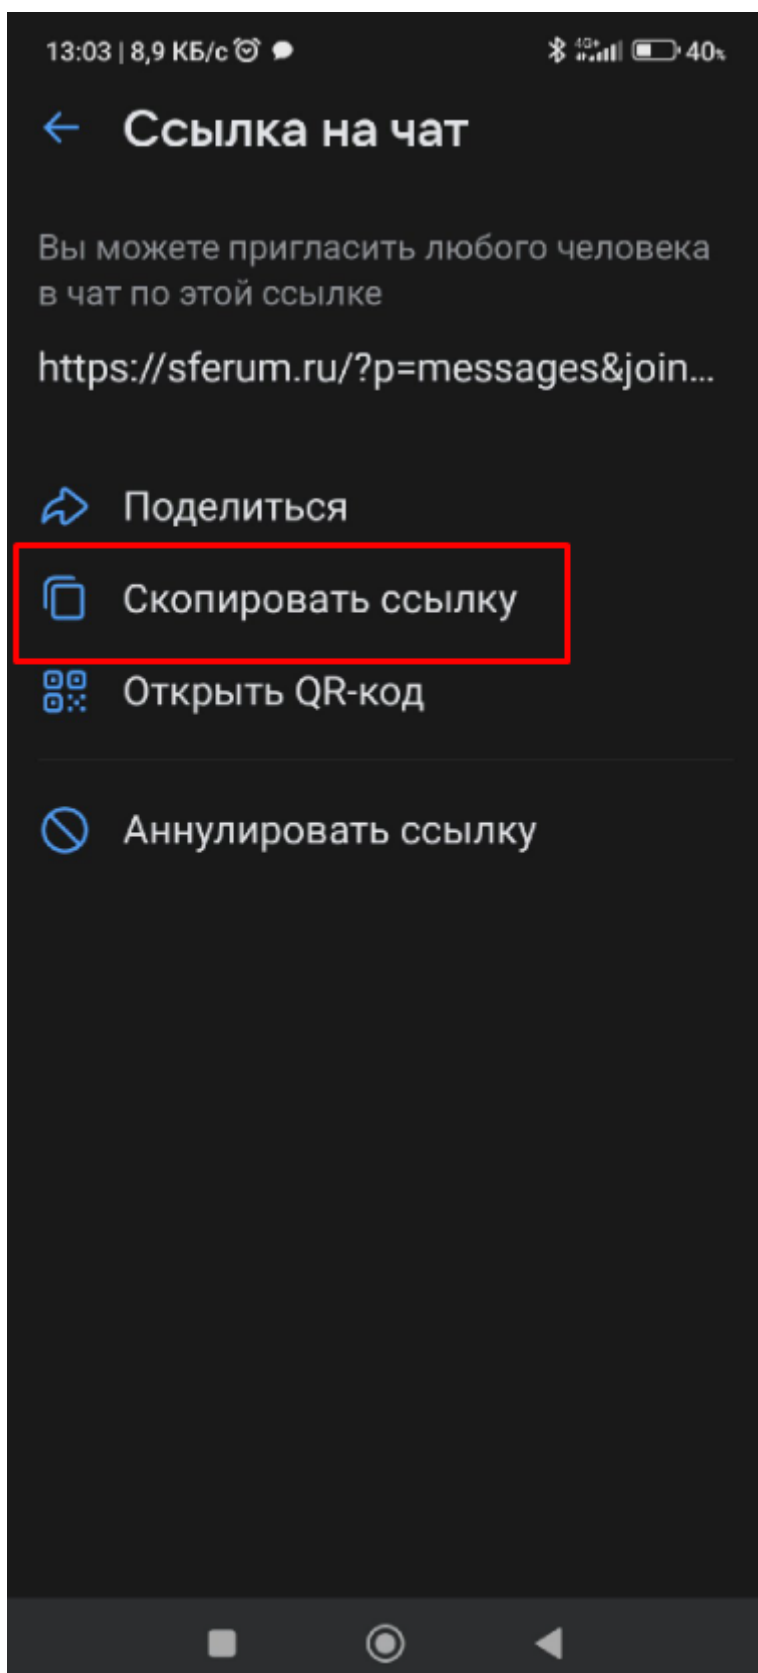 13:03 | 8,9 КБ/с
4G+
40%
Ссылка на чат
Вы можете пригласить любого человека
в чат по этой ссылке
https://sferum.ru/?p=messages&join...
Поделиться
Скопировать ссылку
Открыть QR-код
Аннулировать ссылку